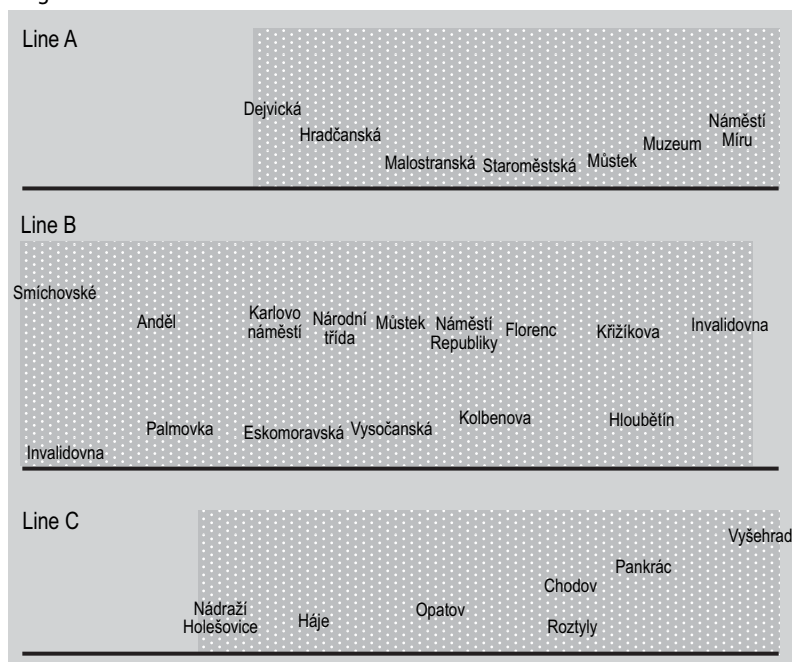 Line A
Dejvická
Hradčanská
Malostranská
Staroměstská
Můstek
Muzeum
Náměstí
Míru
Line B
Smíchovské
Anděl
Karlovo
náměstí
Národní
třída
Můstek
Náměstí
Republiky
Florenc
Křižíkova
Invalidovna
Invalidovna
Palmovka
Eskomoravská
Vysočanská
Kolbenova
Hloubětín
Line C
Nádraží
Holešovice
Háje
Opatov
Chodov
Roztyly
Pankrác
Vyšehrad